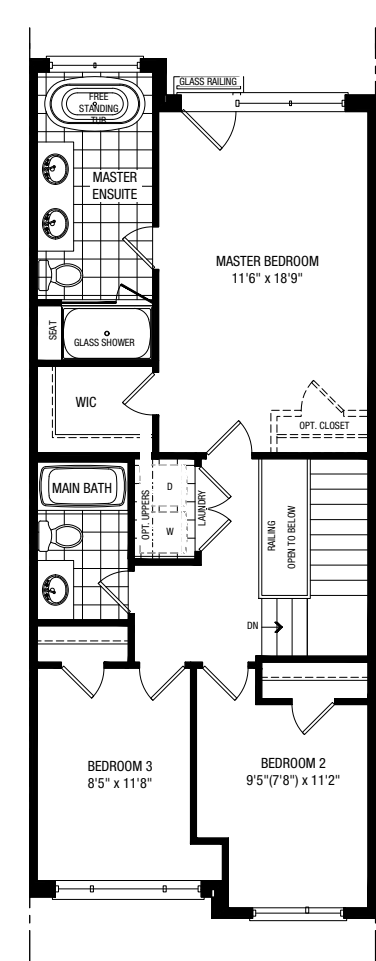 GLASS RAILING
FREE
STANDING
TUB
MASTER
ENSUITE
MASTER BEDROOM
11'6" x 18'9"
SEAT
GLASS SHOWER
WIC
OPT. CLOSET
MAIN BATH
OPT. UPPERS
D
W
LAUNDRY
RAILING
OPEN TO BELOW
DN
BEDROOM 3
8'5" x 11'8"
BEDROOM 2
9'5"(7'8") x 11'2"